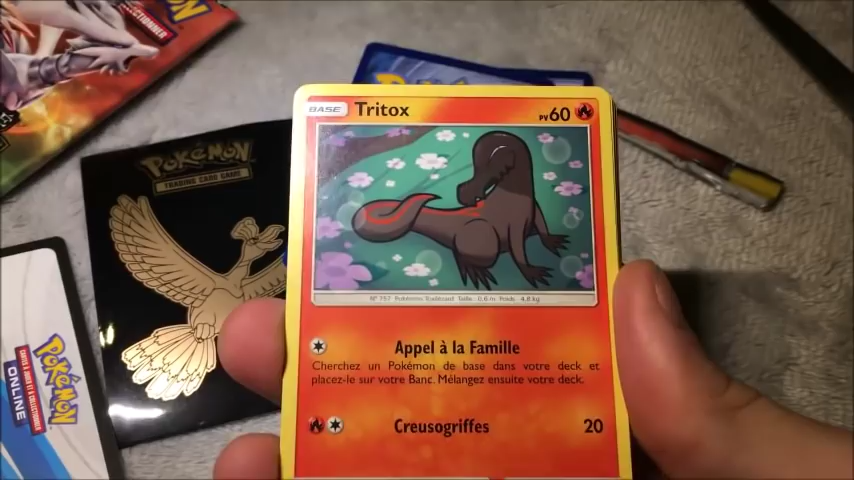 POKÉMON
TRADING CARD GAME
BASE Tritox PV 60
N° 757 Pokémon Toxilézard Taille : 0,6 m Poids : 4,8 kg
Appel à la Famille
Cherchez un Pokémon de base dans votre deck et
placez-le sur votre Banc. Mélangez ensuite votre deck.
Creusogriffes 20
POKÉMON
ONLINE